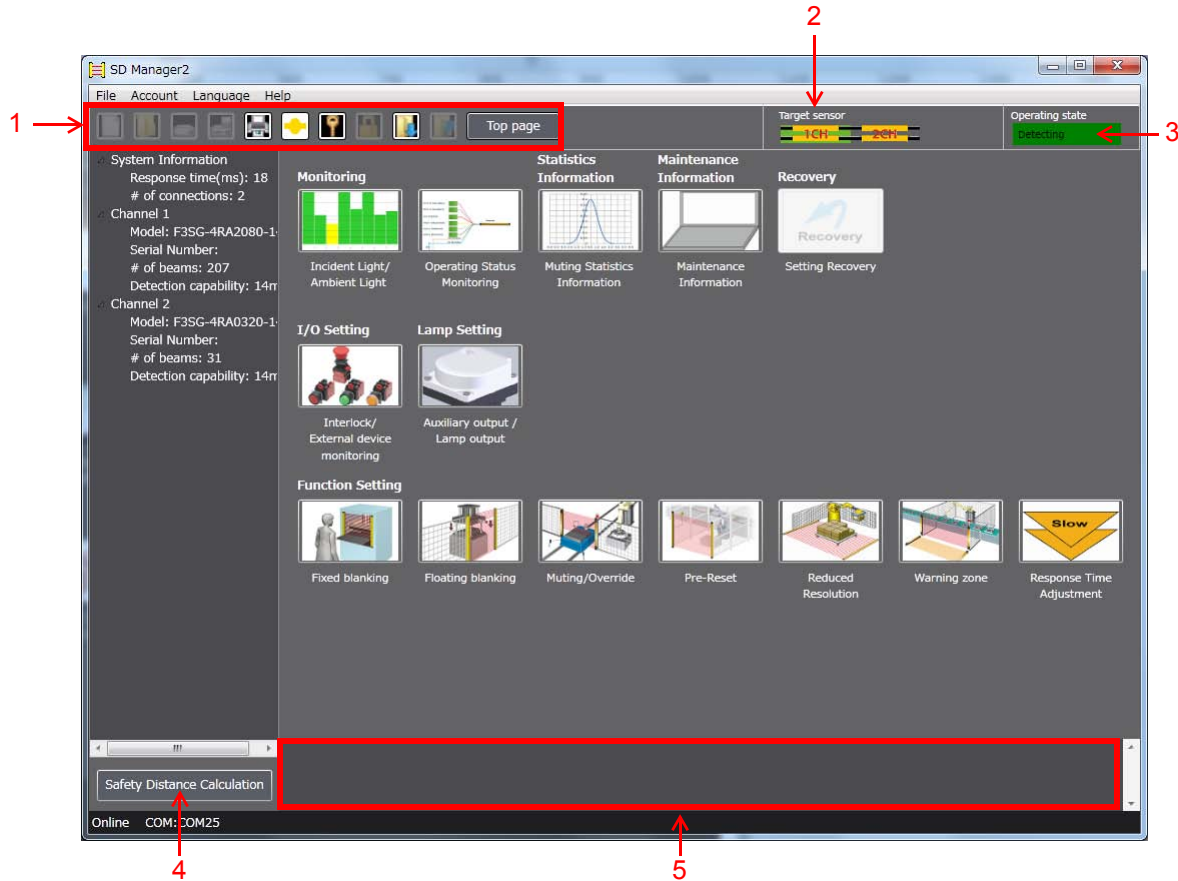 2
SD Manager2
File Account Language Help
1
Top page
Target sensor
1CH 2CH
Operating state
Detecting
3
System Information
Response time(ms): 18
# of connections: 2
Channel 1
Model: F3SG-4RA2080-1
Serial Number:
# of beams: 207
Detection capability: 14m
Channel 2
Model: F3SG-4RA0320-1
Serial Number:
# of beams: 31
Detection capability: 14m
Monitoring
Statistics
Information
Maintenance
Information
Recovery
Recovery
Incident Light/
Ambient Light
Operating Status
Monitoring
Muting Statistics
Information
Maintenance
Information
Setting Recovery
I/O Setting
Lamp Setting
Interlock/
External device
monitoring
Auxiliary output /
Lamp output
Function Setting
Slow
Fixed blanking
Floating blanking
Muting/Override
Pre-Reset
Reduced
Resolution
Warning zone
Response Time
Adjustment
Safety Distance Calculation
Online COM:COM25
4
5